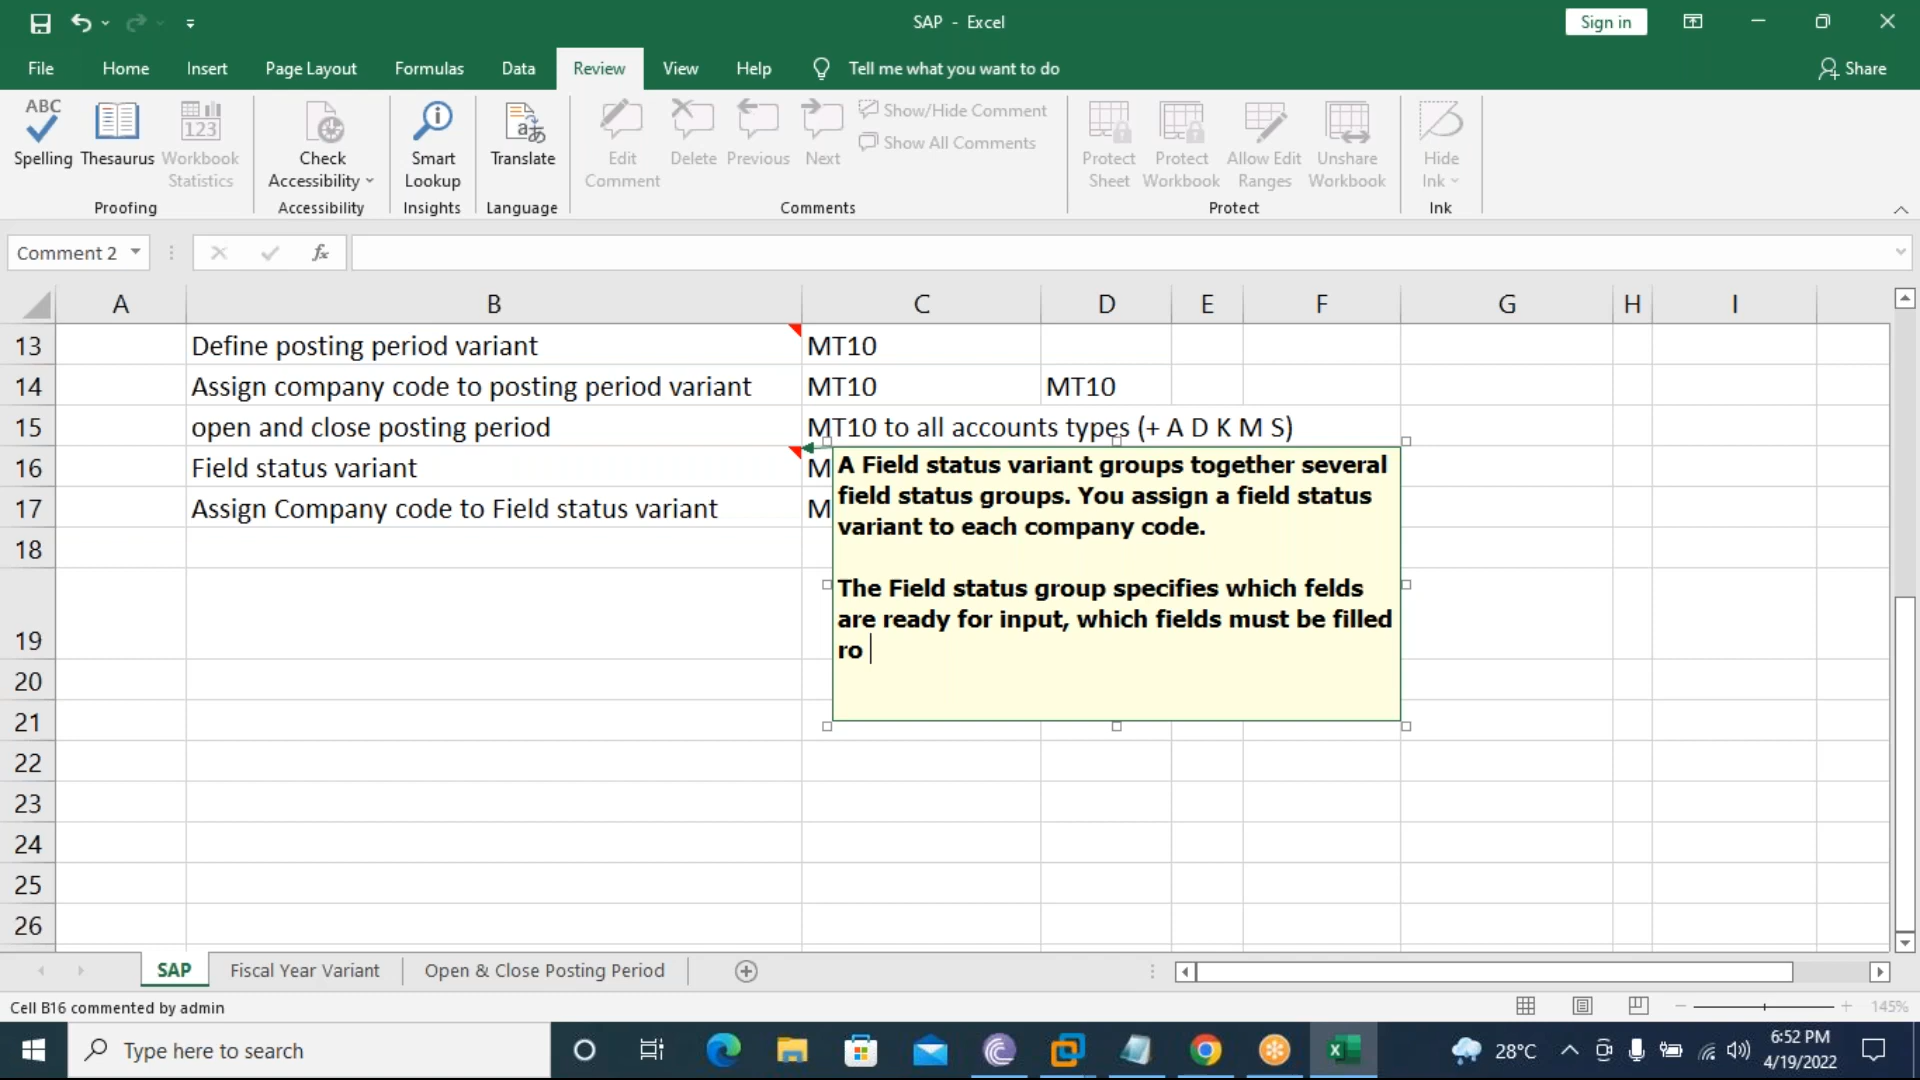 SAP - Excel
Sign in
File Home Insert Page Layout Formulas Data Review View Help Tell me what you want to do Share
ABC
123
Spelling Thesaurus Workbook Statistics
Check Accessibility
Smart Lookup
Translate
Edit Comment Delete Previous Next
Show/Hide Comment
Show All Comments
Protect Sheet
Protect Workbook
Allow Edit Ranges
Unshare Workbook
Hide Ink
Proofing Accessibility Insights Language Comments Protect Ink
Comment 2 fx
A B C D E F G H I
13 Define posting period variant MT10
14 Assign company code to posting period variant MT10 MT10
15 open and close posting period MT10 to all accounts types (+ A D K M S)
16 Field status variant M
17 Assign Company code to Field status variant M
A Field status variant groups together several
field status groups. You assign a field status
variant to each company code.
The Field status group specifies which felds
are ready for input, which fields must be filled
ro
18
19
20
21
22
23
24
25
26
SAP Fiscal Year Variant Open & Close Posting Period
Cell B16 commented by admin
145%
Type here to search
28°C
6:52 PM
4/19/2022